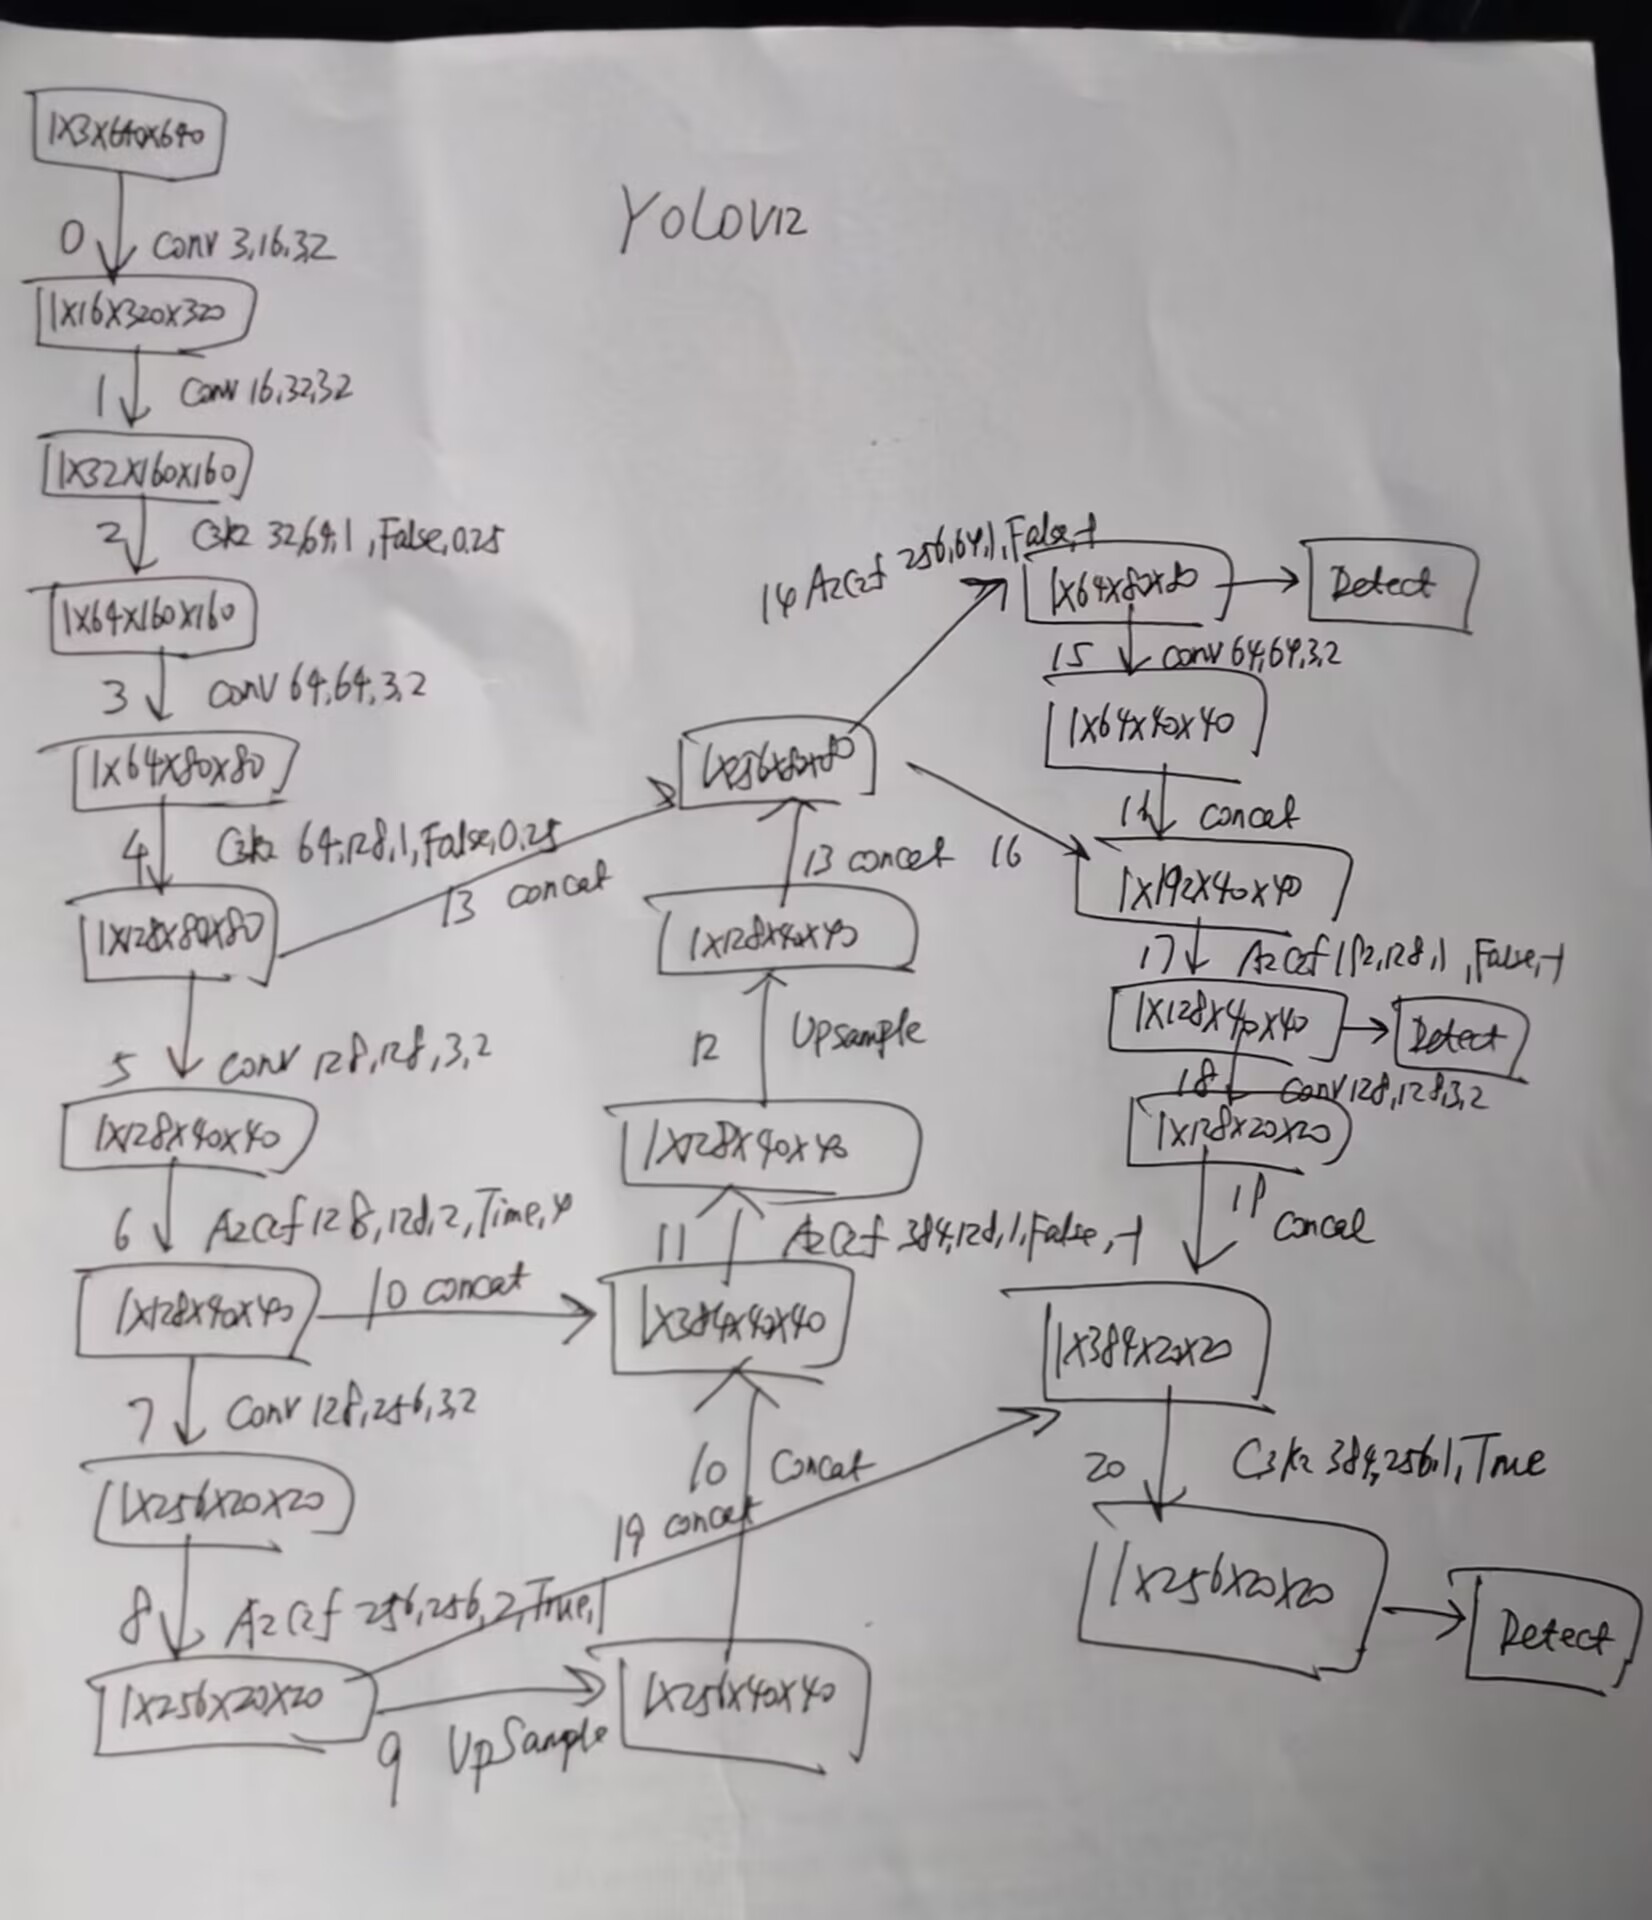 1X3X640X640
0 Conv 3,16,3,2
YOLOV12
1X16X320X320
1 Conv 16,32,3,2
1X32X160X160
2 C3k2 32,64,1,False,0.25
1X64X160X160
3 Conv 64,64,3,2
1X64X80X80
4 C3k2 64,128,1,False,0.25
1X128X80X80
13 concat
5 Conv 128,128,3,2
1X128X40X40
6 A2C2f 128,128,2,Time,4
1X128X40X40
10 concat
7 Conv 128,256,3,2
1X256X20X20
8 A2C2f 256,256,2,True,1
1X256X20X20
9 UpSample
19 concat
1X256X40X40
10 Concat
1X384X40X40
11 A2C2f 384,128,1,False,-1
1X128X40X40
12 Upsample
1X128X40X40
13 concat
1X256X80X80
14 A2C2f 256,64,1,False,-1
1X64X80X80
Detect
15 Conv 64,64,3,2
1X64X40X40
concat
16
1X192X40X40
17 A2C2f 192,128,1,False,-1
1X128X40X40
Detect
18 Conv 128,128,3,2
1X128X20X20
19 Concat
1X384X20X20
20 C3k2 384,256,1,True
1X256X20X20
Detect